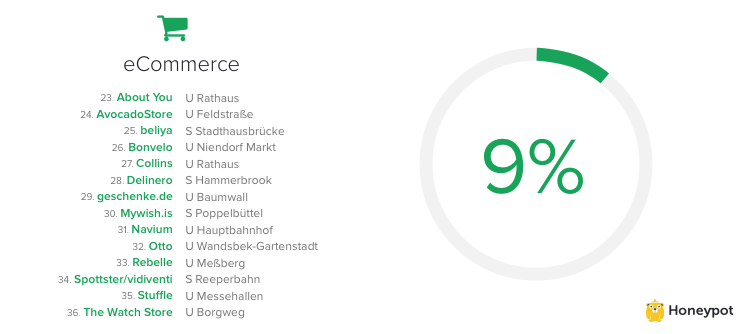 eCommerce
23. About You U Rathaus
24. AvocadoStore U Feldstraße
25. beliya S Stadthausbrücke
26. Bonvelo U Niendorf Markt
27. Collins U Rathaus
28. Delinero S Hammerbrook
29. geschenke.de U Baumwall
30. Mywish.is S Poppelbüttel
31. Navium U Hauptbahnhof
32. Otto U Wandsbek-Gartenstadt
33. Rebelle U Meßberg
34. Spottster/vidiventi S Reeperbahn
35. Stuffle U Messehallen
36. The Watch Store U Borgweg
9%
Honeypot